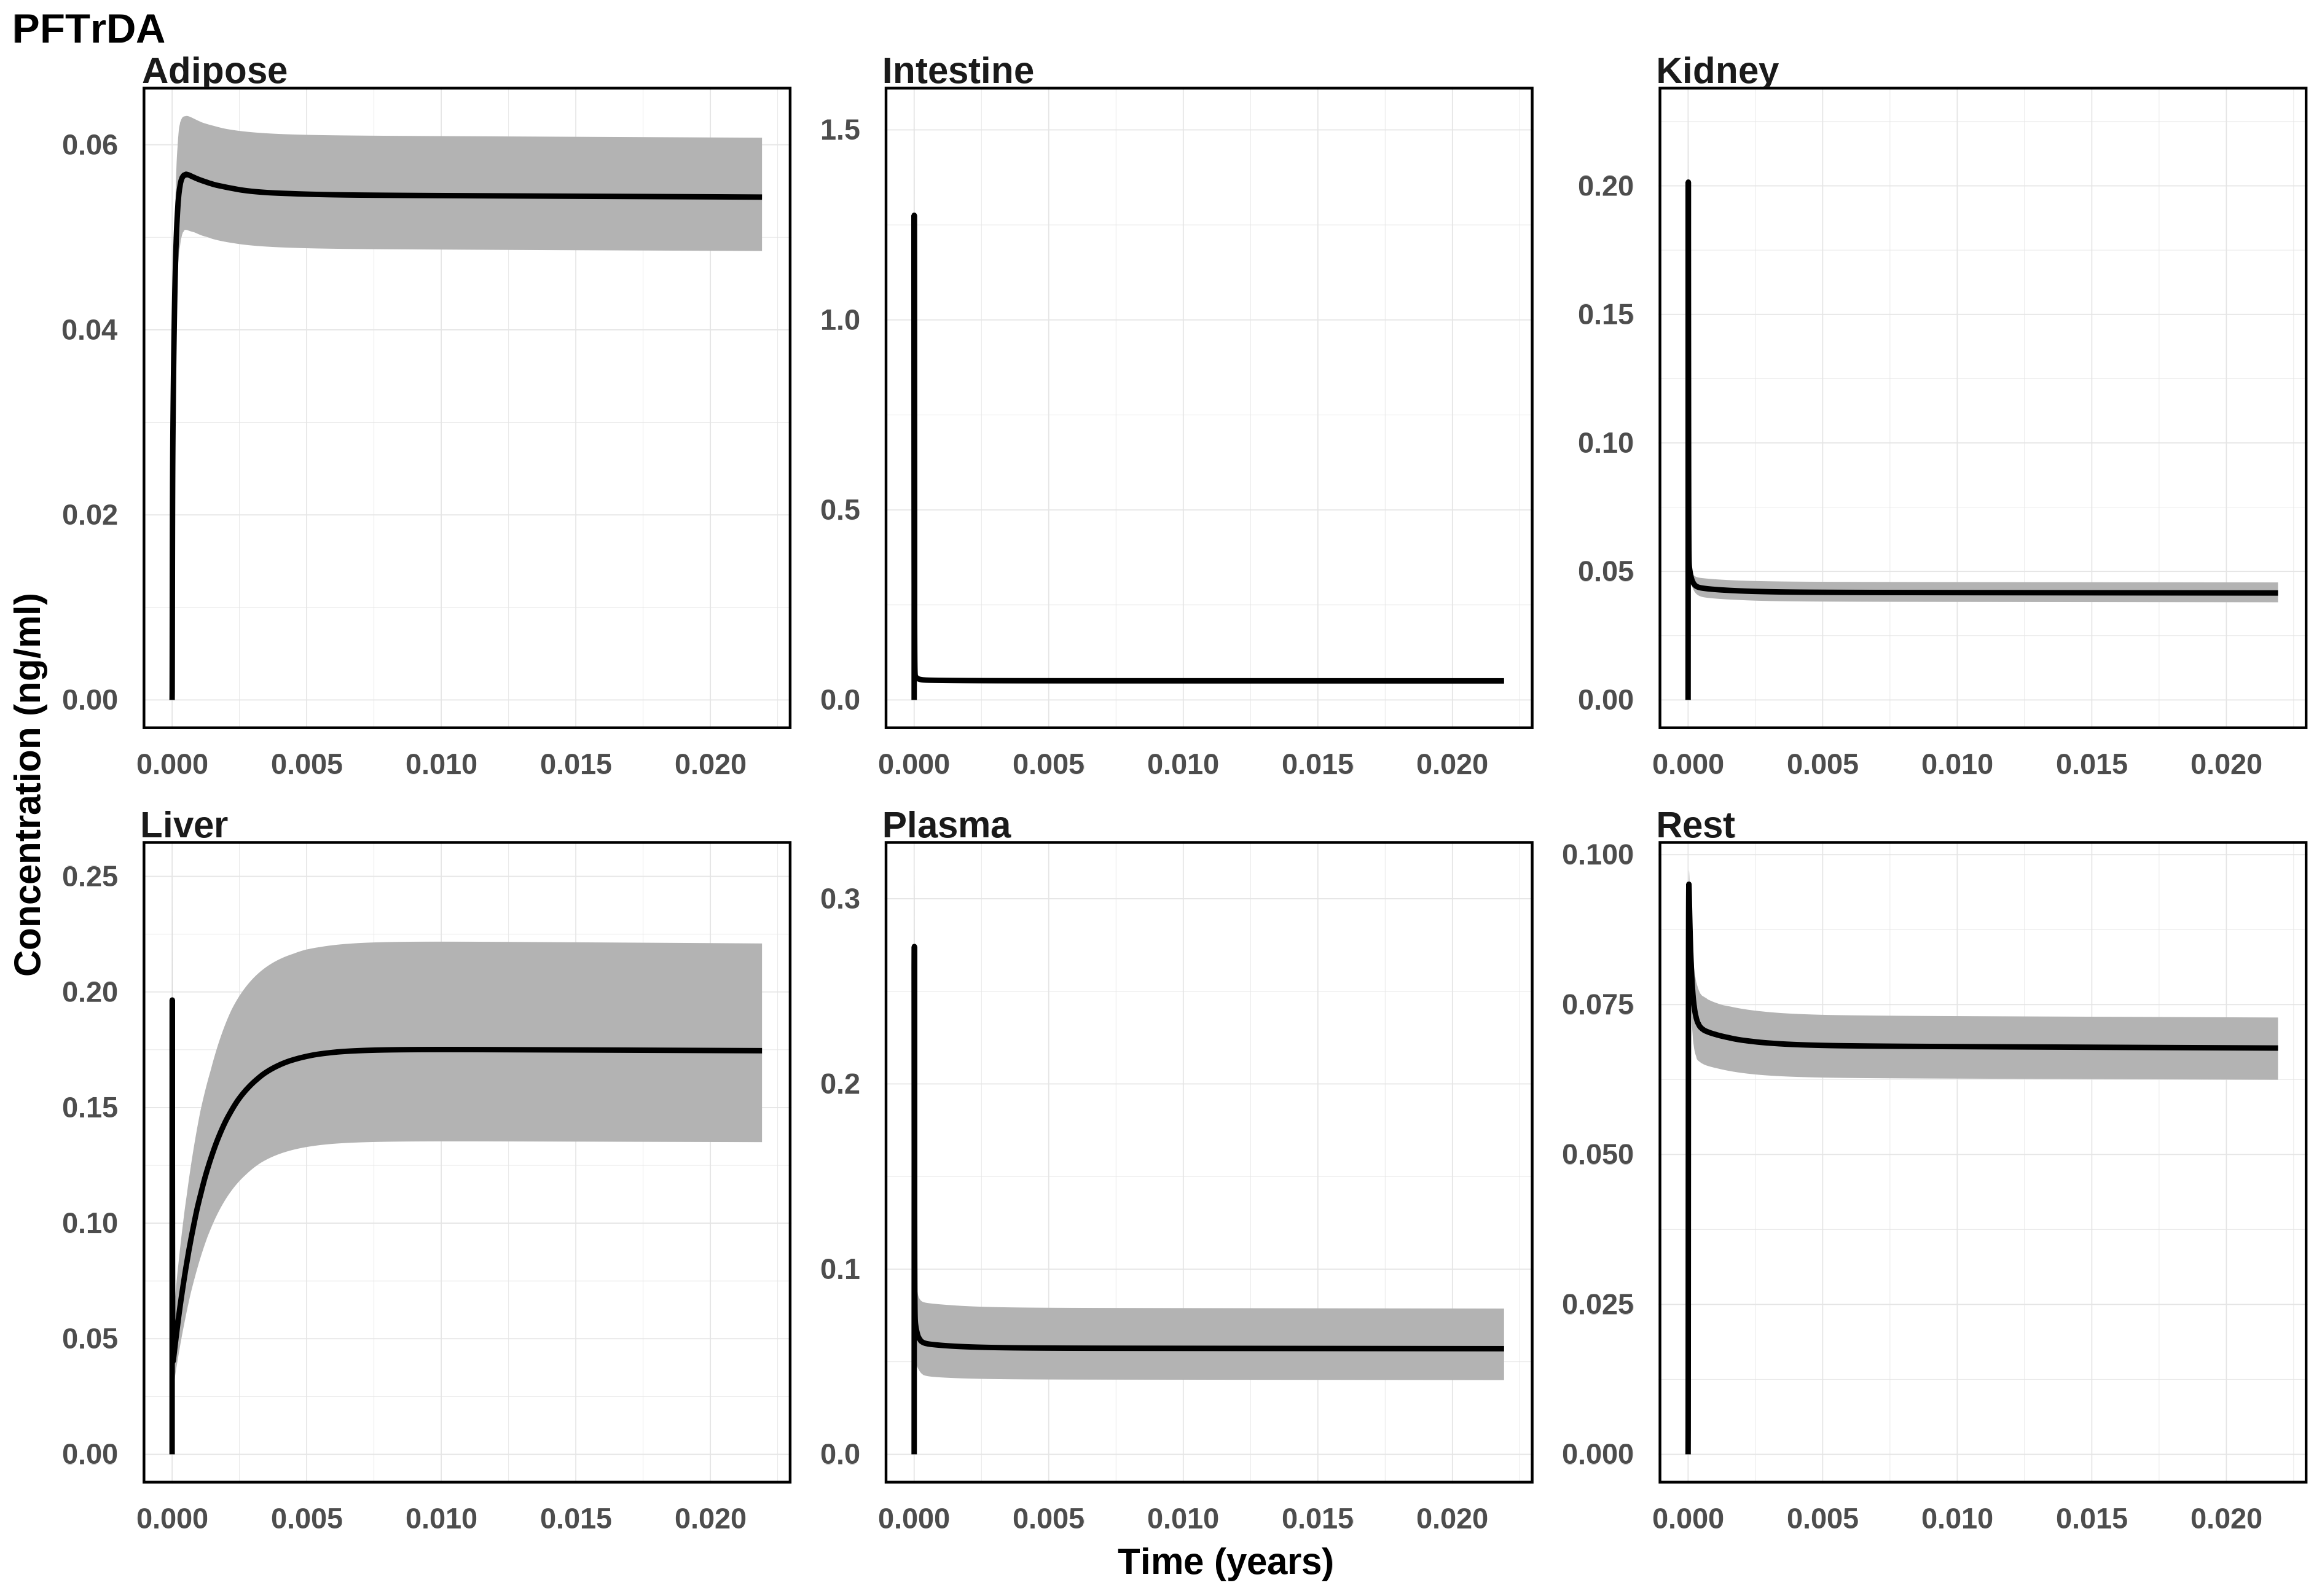 PFTrDA
Adipose Intestine Kidney
0.06 1.5 0.20
0.04 1.0 0.15
0.02 0.5 0.10
0.00 0.0 0.05
0.00
0.000 0.005 0.010 0.015 0.020 0.000 0.005 0.010 0.015 0.020 0.000 0.005 0.010 0.015 0.020
Concentration (ng/ml)
Liver Plasma Rest
0.25 0.3 0.100
0.20 0.2 0.075
0.15 0.1 0.050
0.10 0.0 0.025
0.05 0.000
0.00
0.000 0.005 0.010 0.015 0.020 0.000 0.005 0.010 0.015 0.020 0.000 0.005 0.010 0.015 0.020
Time (years)